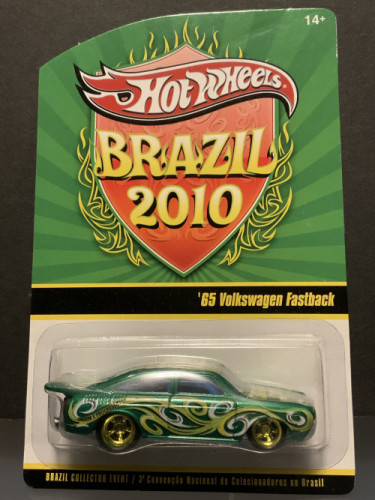 14+
Hot Wheels
BRAZIL
2010
'65 Volkswagen Fastback
BRAZIL COLLECTOR EVENT / 3ª Convenção Nacional de Colecionadores no Brasil